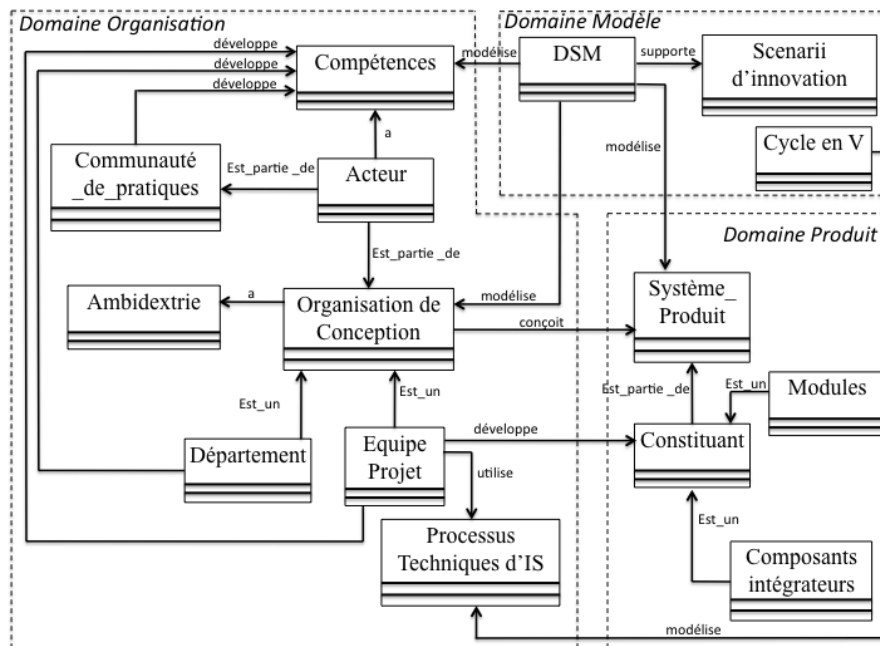 Domaine Organisation
Domaine Modèle
développe
développe
développe
Compétences
modélise
DSM
supporte
Scenarii
d'innovation
a
modélise
Cycle en V
Communauté
_de_pratiques
Est_partie _de
Acteur
Est_partie _de
Domaine Produit
Ambidextrie
a
Organisation de
Conception
modélise
conçoit
Système_
Produit
Est_un
Est_un
Est_partie _de
Est_un
Modules
Département
Equipe
Projet
développe
utilise
Constituant
Est_un
Processus
Techniques d'IS
Composants
intégrateurs
modélise